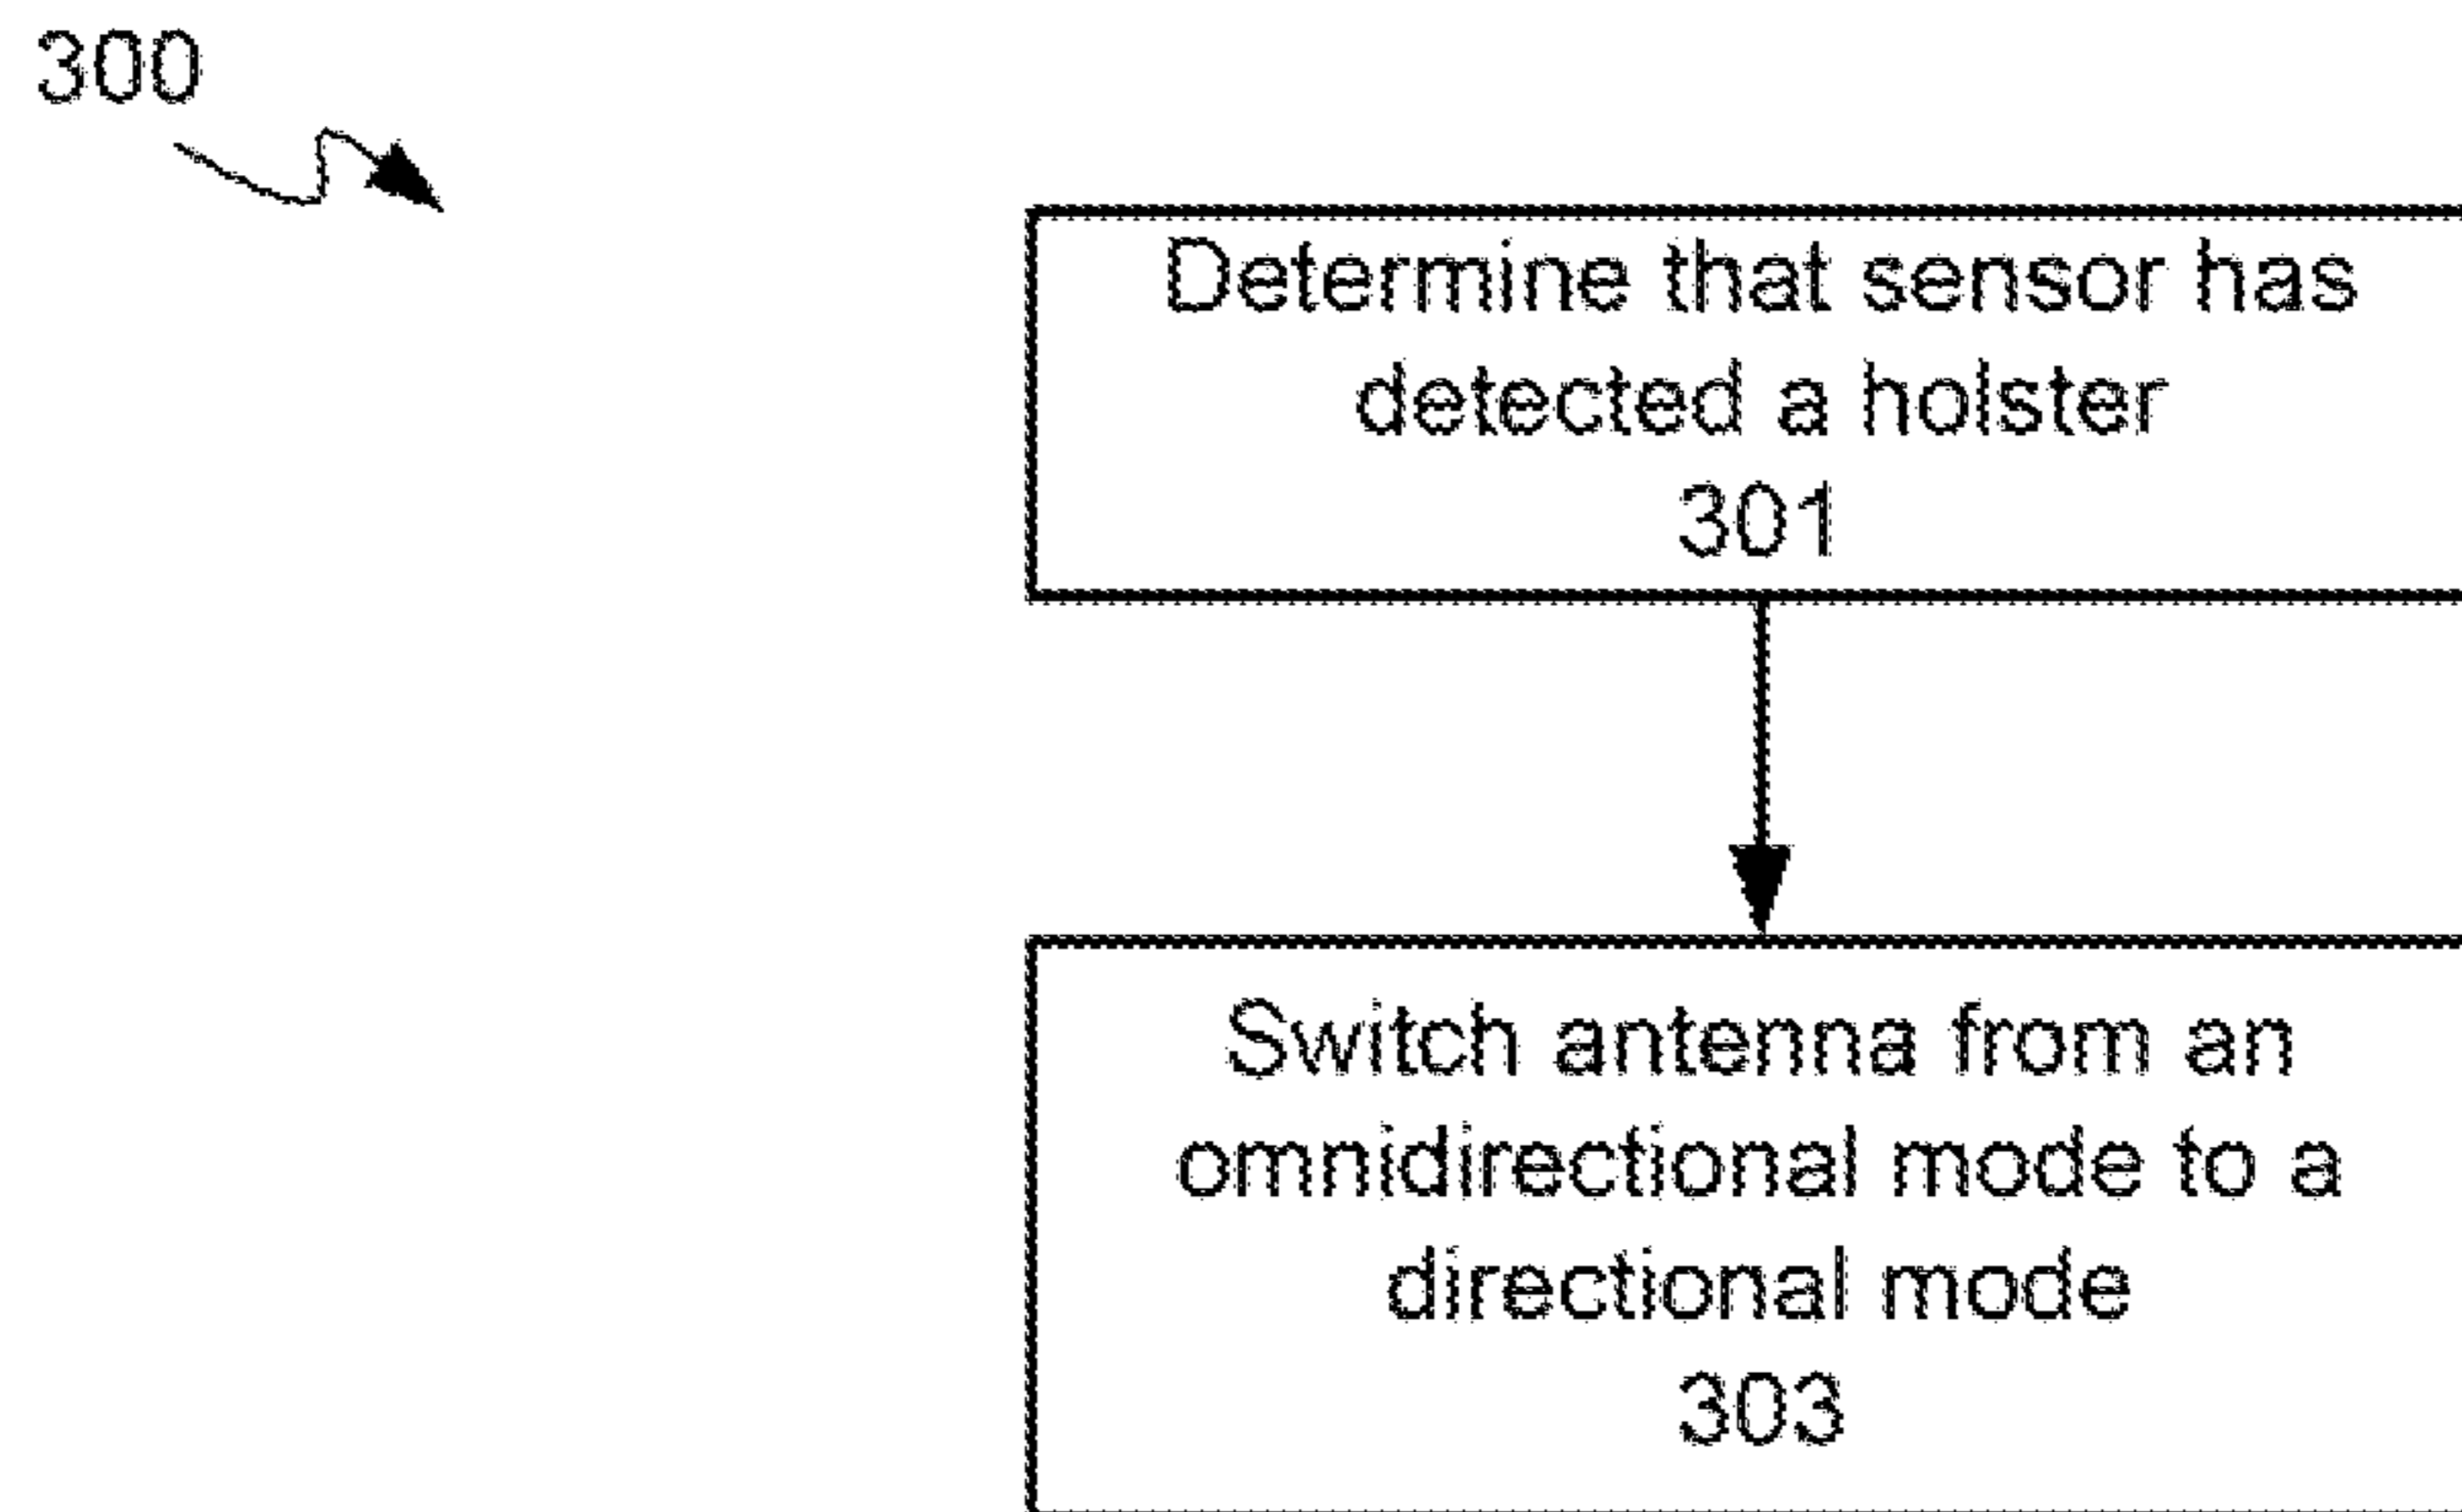 300
Determine that sensor has
detected a holster
301
Switch antenna from an
omnidirectional mode to a
directional mode
303